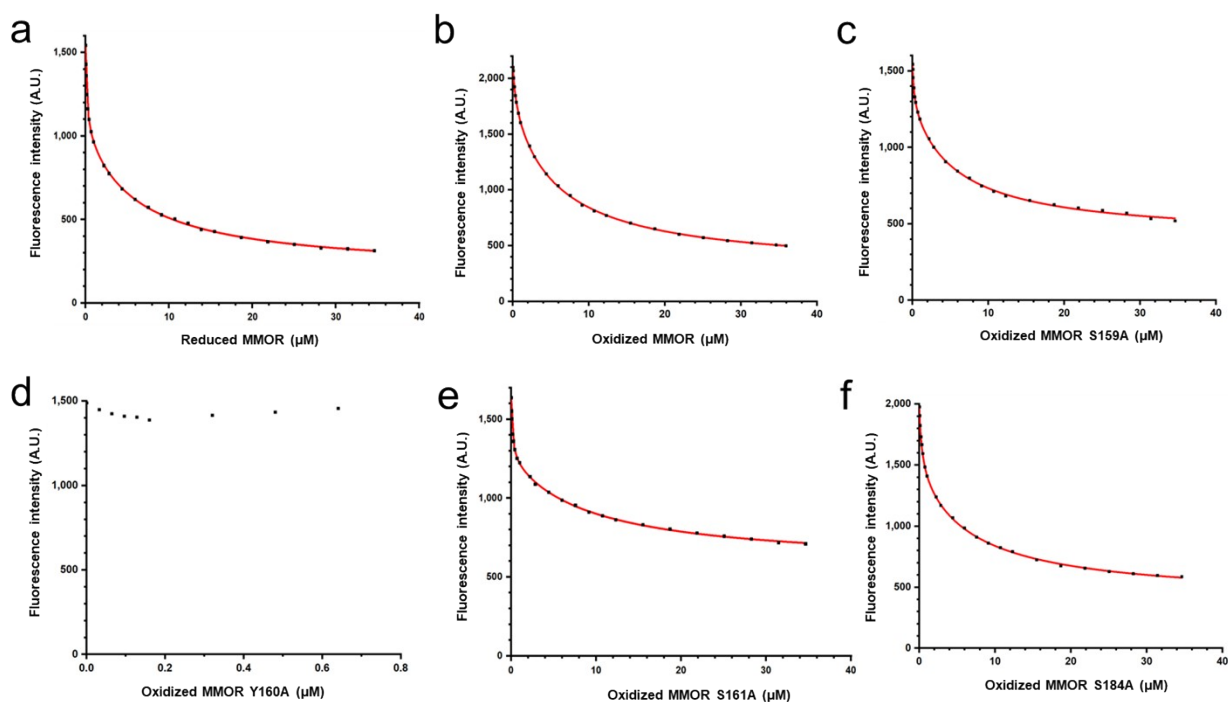 a
1,500
1,000
500
0
0 10 20 30 40
Fluorescence intensity (A.U.)
Reduced MMOR (µM)
b
2,000
1,500
1,000
500
0
0 10 20 30 40
Fluorescence intensity (A.U.)
Oxidized MMOR (µM)
c
1,500
1,000
500
0
0 10 20 30 40
Fluorescence intensity (A.U.)
Oxidized MMOR S159A (µM)
d
1,500
1,000
500
0
0.0 0.2 0.4 0.6 0.8
Fluorescence intensity (A.U.)
Oxidized MMOR Y160A (µM)
e
1,500
1,000
500
0
0 10 20 30 40
Fluorescence intensity (A.U.)
Oxidized MMOR S161A (µM)
f
2,000
1,500
1,000
500
0
0 10 20 30 40
Fluorescence intensity (A.U.)
Oxidized MMOR S184A (µM)